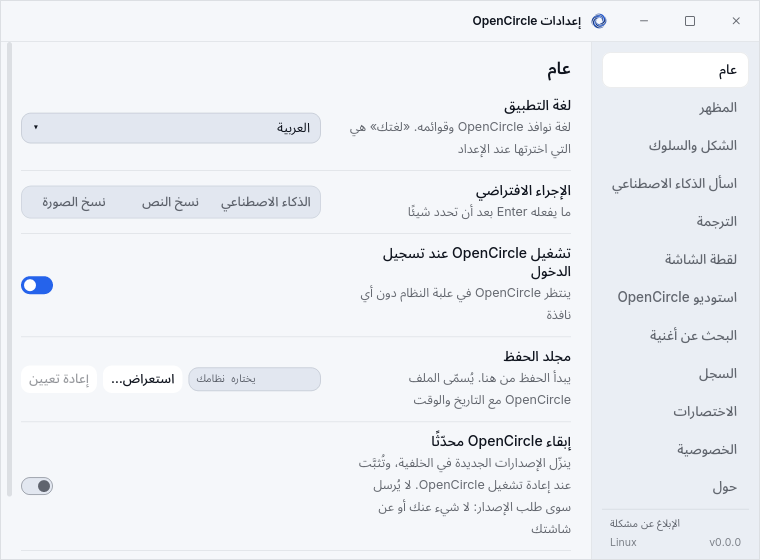 إعدادات OpenCircle
عام
المظهر
الشكل والسلوك
اسأل الذكاء الاصطناعي
الترجمة
لقطة الشاشة
استوديو OpenCircle
البحث عن أغنية
السجل
الاختصارات
الخصوصية
حول
الإبلاغ عن مشكلة
Linux v0.0.0
عام
لغة التطبيق
لغة نوافذ OpenCircle وقوائمه. «لغتك» هي
التي اخترتها عند الإعداد
العربية
الإجراء الافتراضي
ما يفعله Enter بعد أن تحدد شيئًا
الذكاء الاصطناعي نسخ النص نسخ الصورة
تشغيل OpenCircle عند تسجيل
الدخول
ينتظر OpenCircle في علبة النظام دون أي
نافذة
مجلد الحفظ
يبدأ الحفظ من هنا. يُسمّى الملف
OpenCircle مع التاريخ والوقت
يختاره نظامك استعراض... إعادة تعيين
إبقاء OpenCircle محدّثًا
ينزّل الإصدارات الجديدة في الخلفية، وتُثبَّت
عند إعادة تشغيل OpenCircle. لا يُرسل
سوى طلب الإصدار: لا شيء عنك أو عن
شاشتك